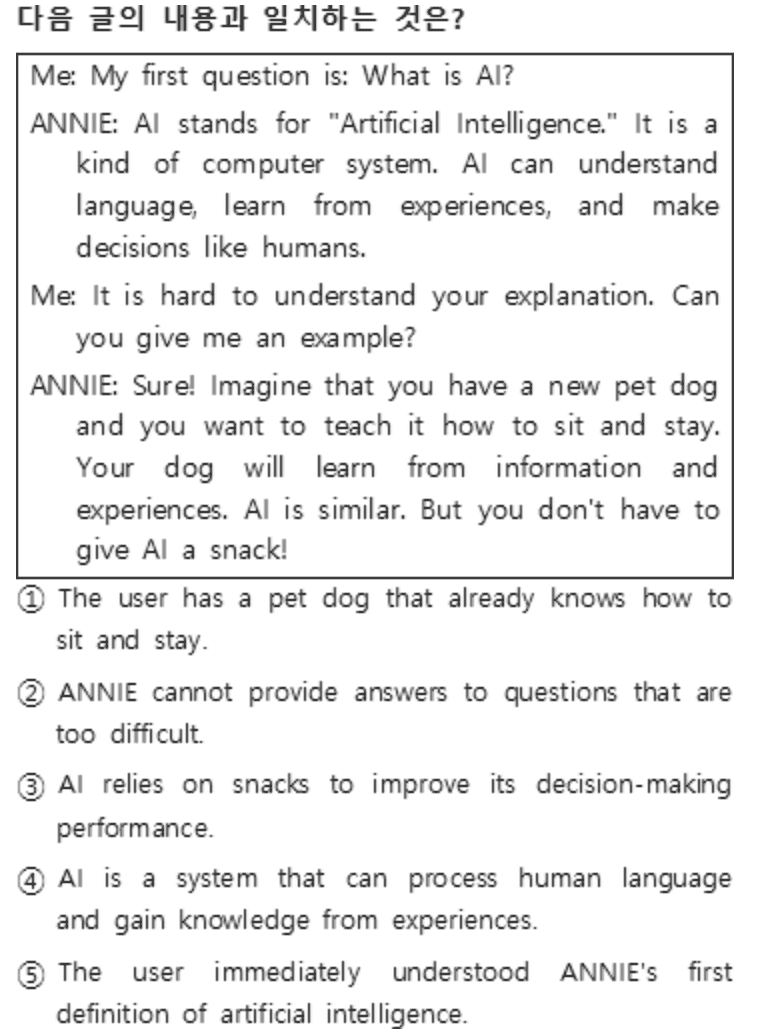 다음 글의 내용과 일치하는 것은?
Me: My first question is: What is AI?
ANNIE: AI stands for "Artificial Intelligence." It is a
kind of computer system. AI can understand
language, learn from experiences, and make
decisions like humans.
Me: It is hard to understand your explanation. Can
you give me an example?
ANNIE: Sure! Imagine that you have a new pet dog
and you want to teach it how to sit and stay.
Your dog will learn from information and
experiences. AI is similar. But you don't have to
give AI a snack!
① The user has a pet dog that already knows how to
sit and stay.
② ANNIE cannot provide answers to questions that are
too difficult.
③ AI relies on snacks to improve its decision-making
performance.
④ AI is a system that can process human language
and gain knowledge from experiences.
⑤ The user immediately understood ANNIE's first
definition of artificial intelligence.